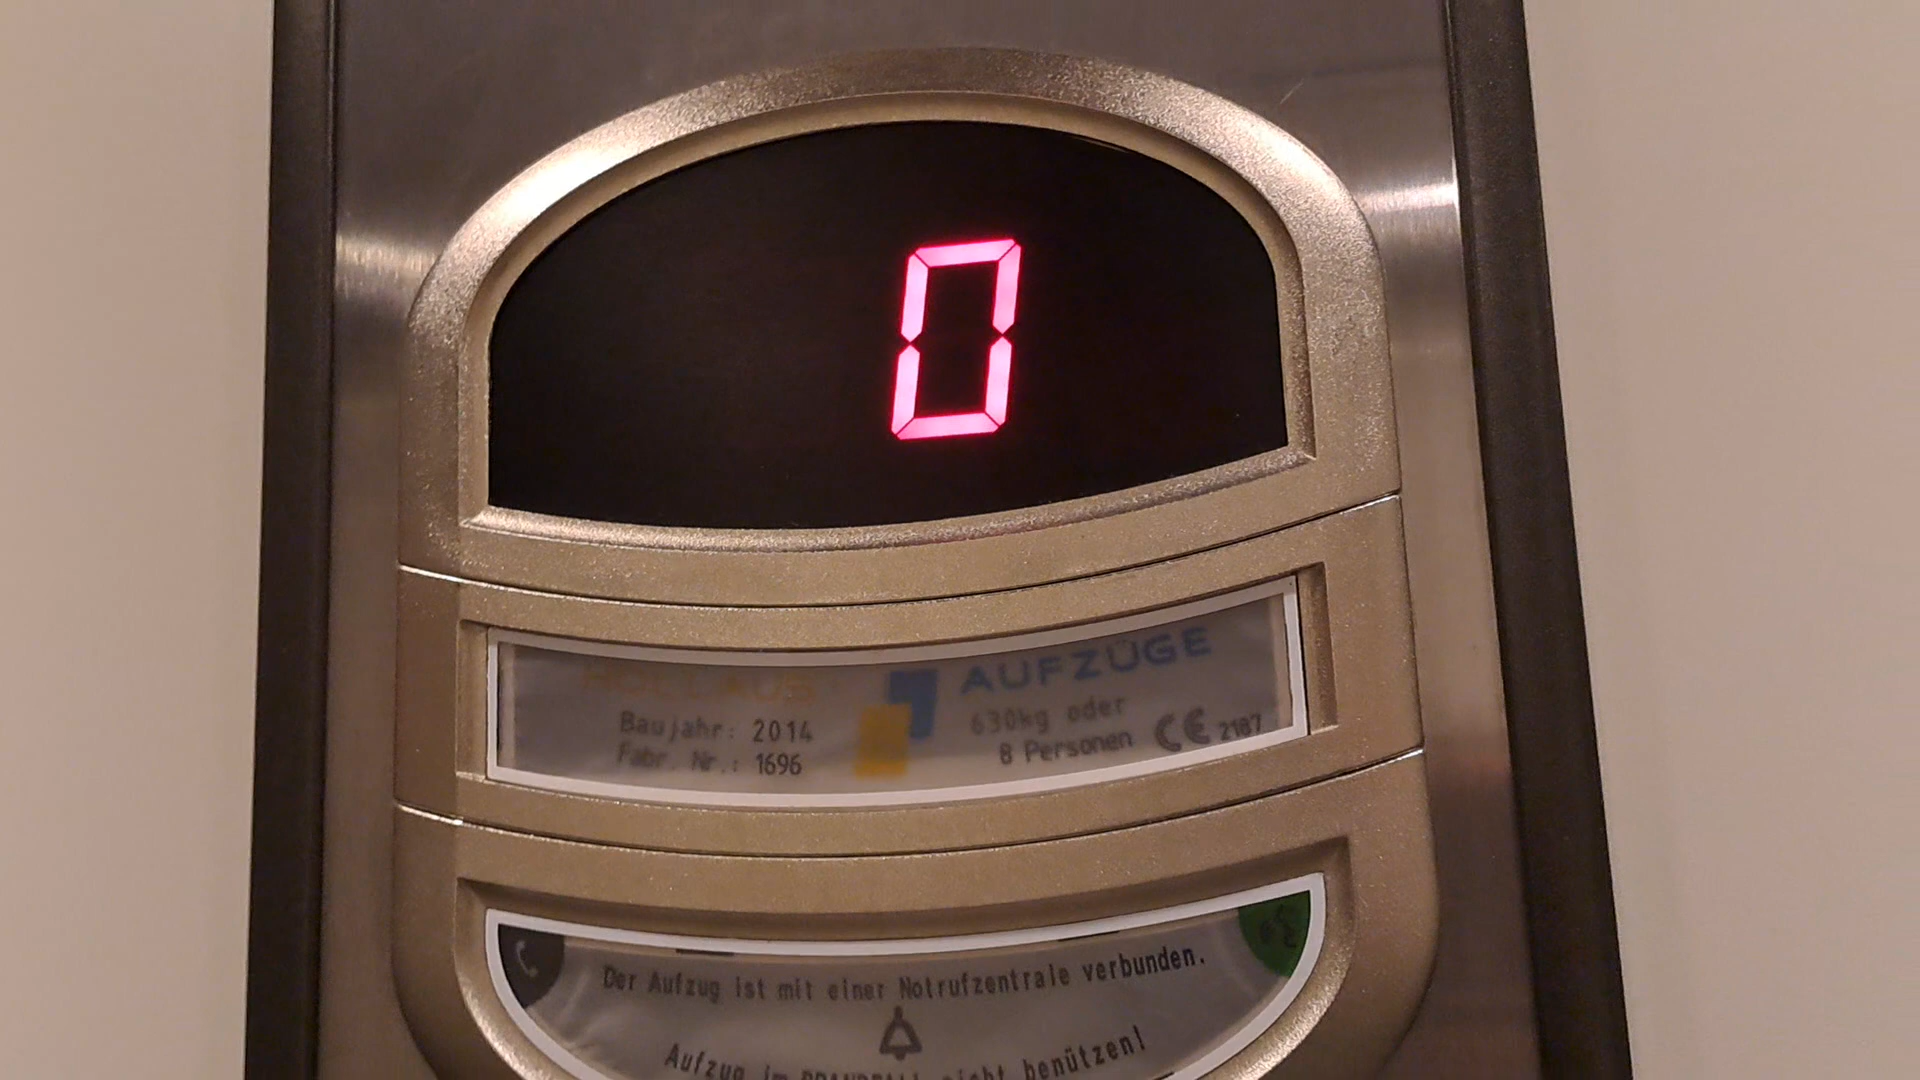 0
HOLLAUS AUFZÜGE
Baujahr: 2014
Fabr. Nr.: 1696
630kg oder
8 Personen CE 2187
Der Aufzug ist mit einer Notrufzentrale verbunden.
Aufzug im BRANDFALL nicht benützen!